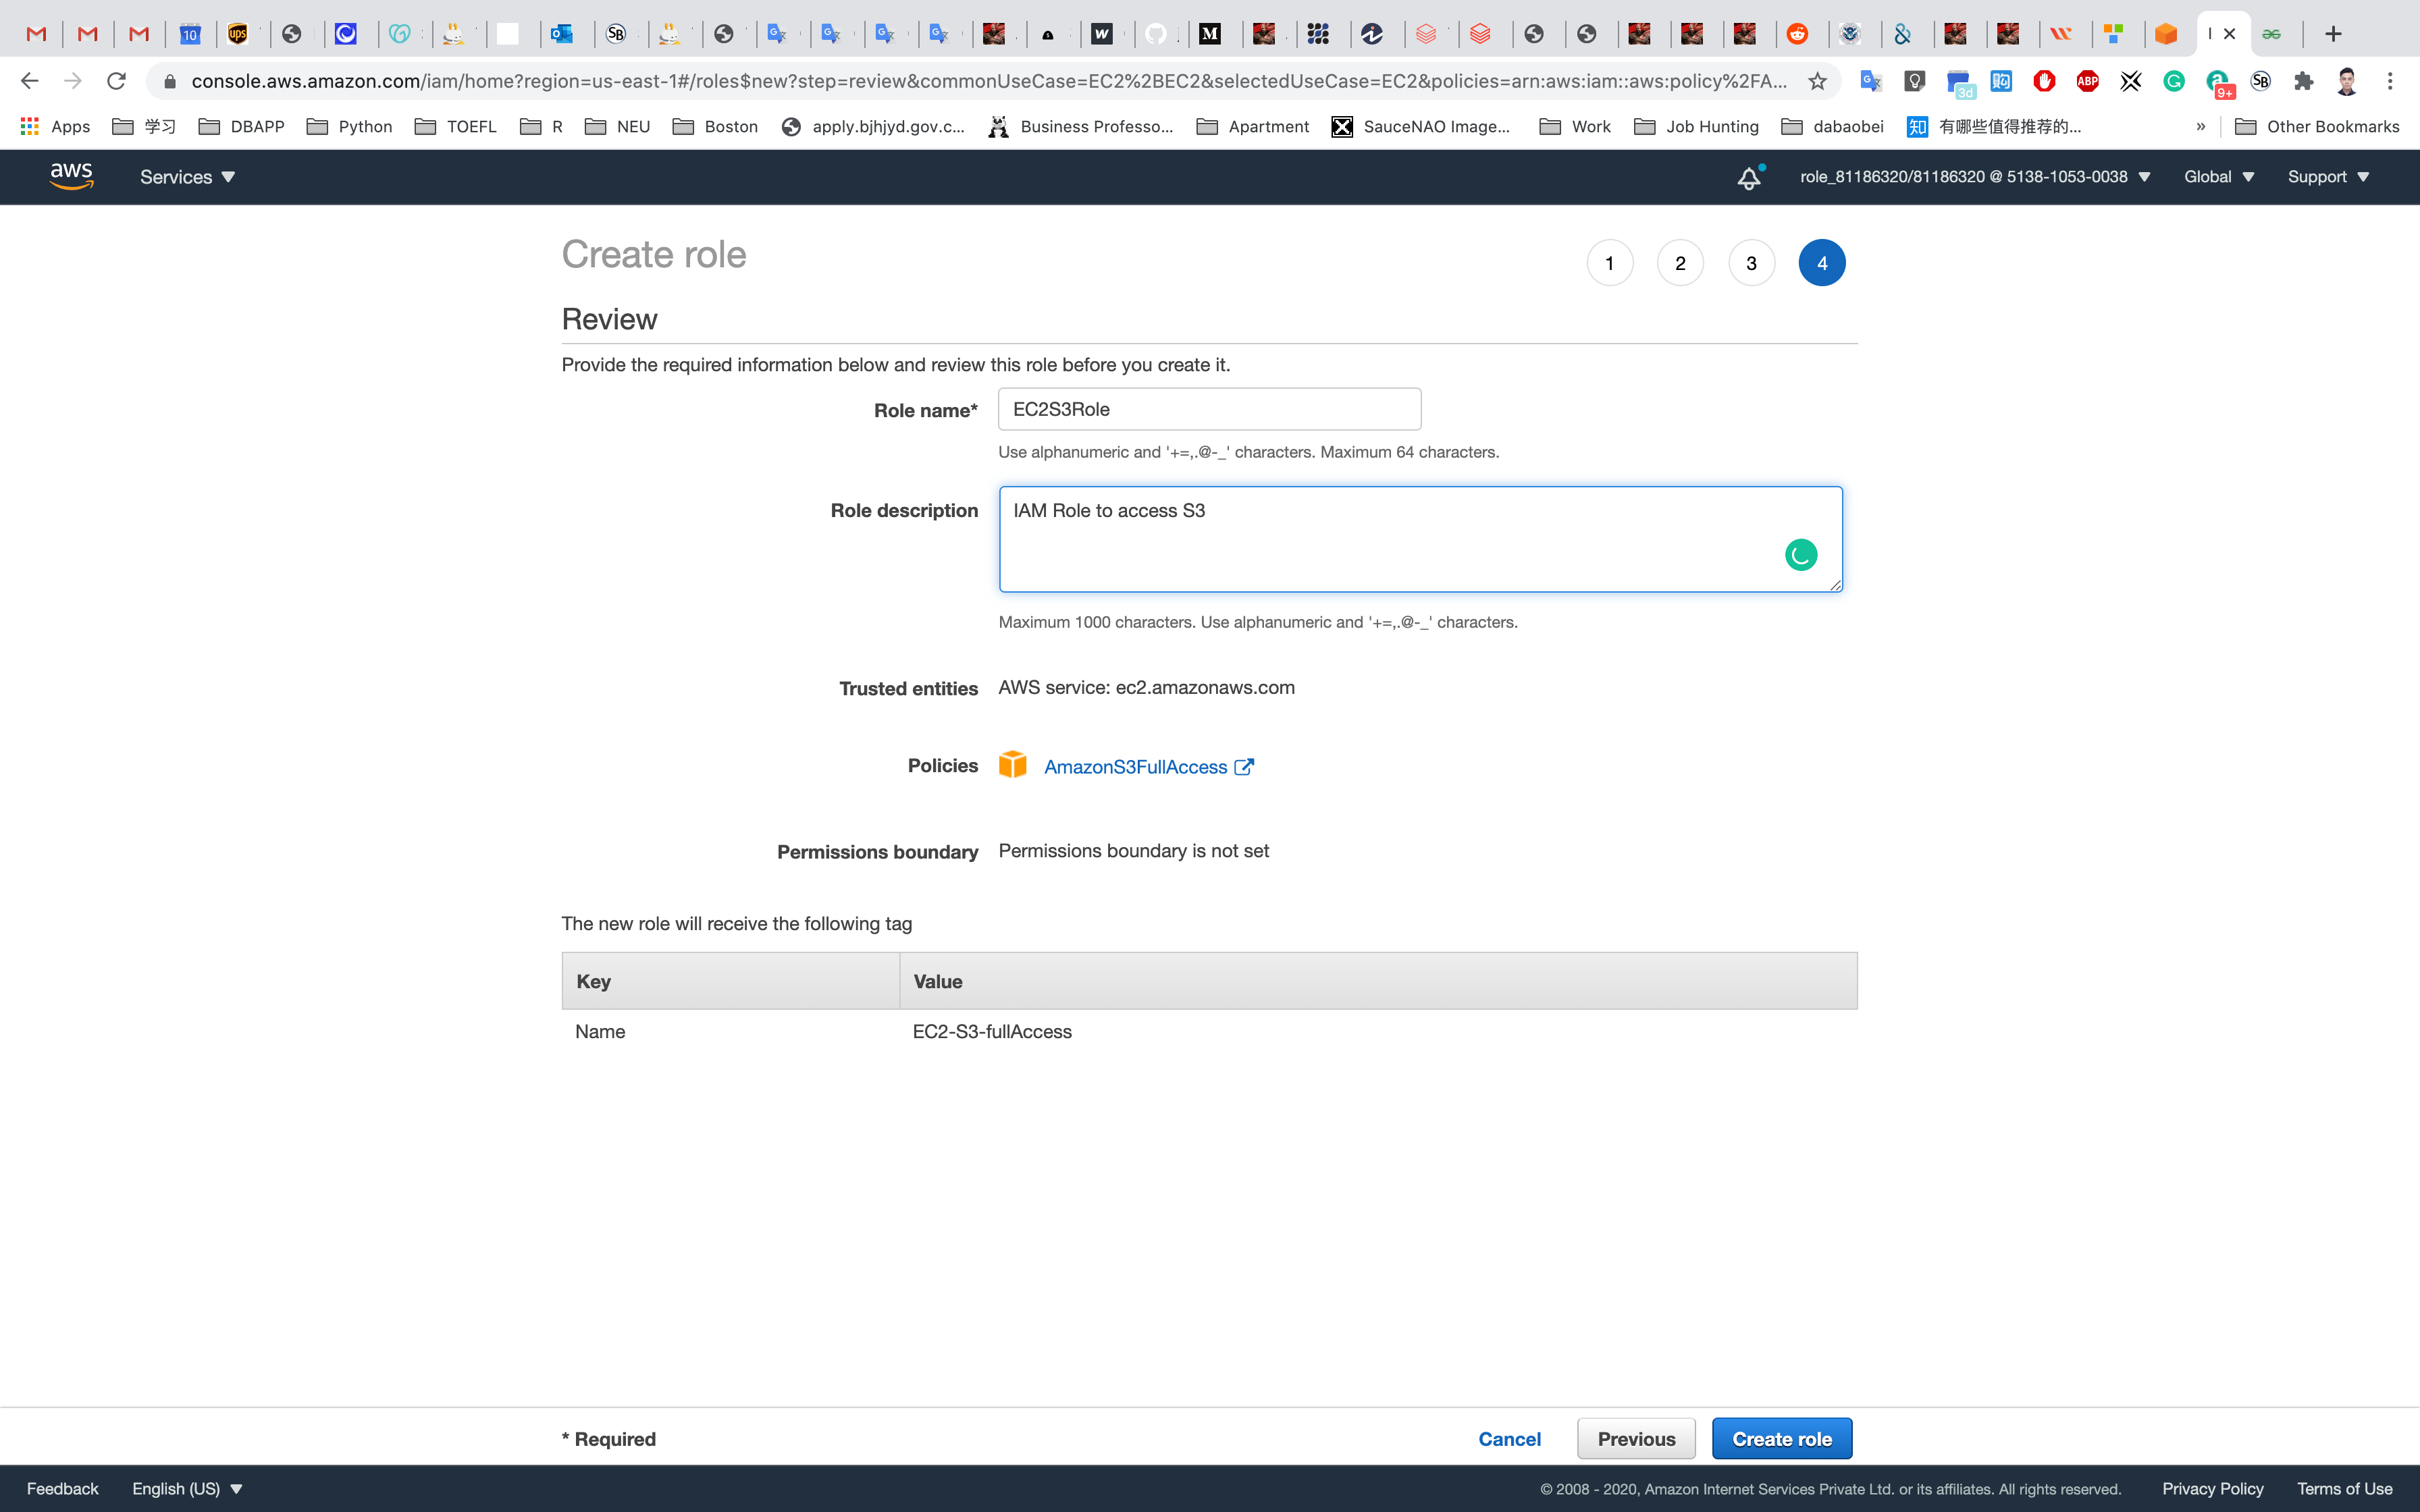 10
ups
SB
W
M
console.aws.amazon.com/iam/home?region=us-east-1#/roles$new?step=review&commonUseCase=EC2%2BEC2&selectedUseCase=EC2&policies=arn:aws:iam::aws:policy%2FA...
3d
ABP
9+
SB
Apps
学习
DBAPP
Python
TOEFL
R
NEU
Boston
apply.bjhjyd.gov.c...
Business Professo...
Apartment
SauceNAO Image...
Work
Job Hunting
dabaobei
知 有哪些值得推荐的...
»
Other Bookmarks
aws
Services
role_81186320/81186320 @ 5138-1053-0038
Global
Support
Create role
1 2 3 4
Review
Provide the required information below and review this role before you create it.
Role name* EC2S3Role
Use alphanumeric and '+=,.@-_' characters. Maximum 64 characters.
Role description IAM Role to access S3
Maximum 1000 characters. Use alphanumeric and '+=,.@-_' characters.
Trusted entities AWS service: ec2.amazonaws.com
Policies AmazonS3FullAccess
Permissions boundary Permissions boundary is not set
The new role will receive the following tag
Key Value
Name EC2-S3-fullAccess
* Required
Cancel
Previous
Create role
Feedback
English (US)
© 2008 - 2020, Amazon Internet Services Private Ltd. or its affiliates. All rights reserved.
Privacy Policy
Terms of Use